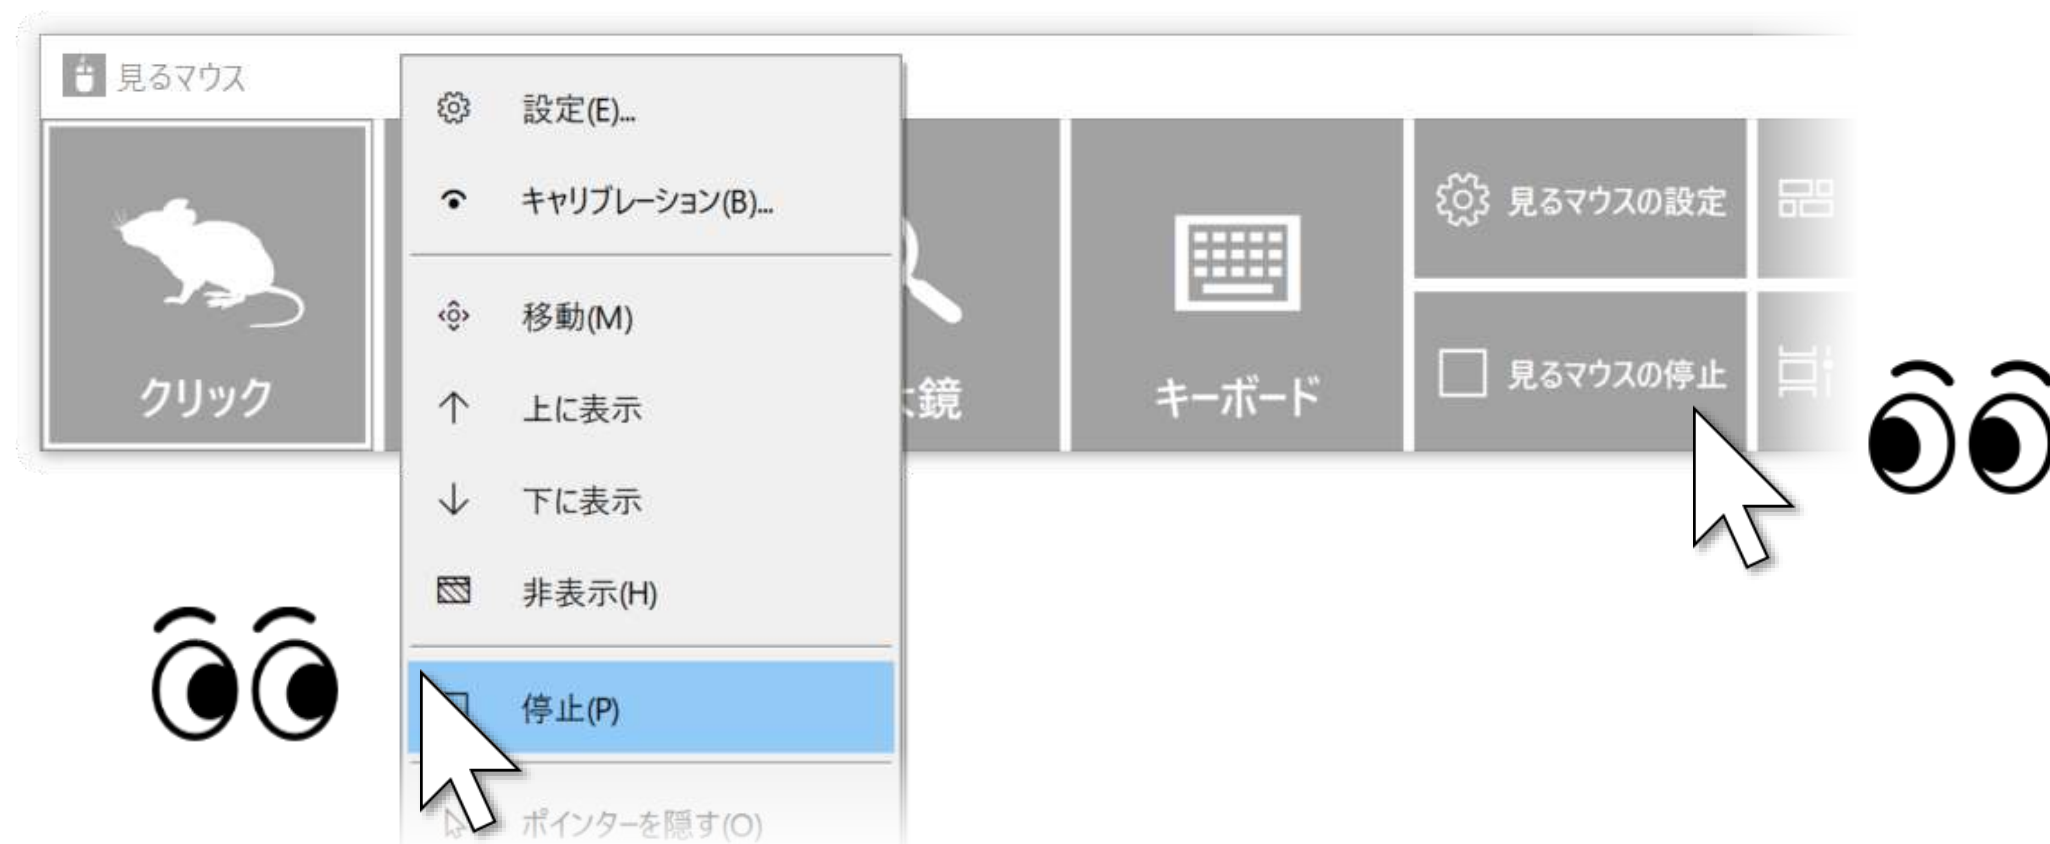 見るマウス
設定(E)...
キャリブレーション(B)...
移動(M)
上に表示
下に表示
非表示(H)
停止(P)
ポインターを隠す(O)
クリック
鏡
キーボード
見るマウスの設定
見るマウスの停止